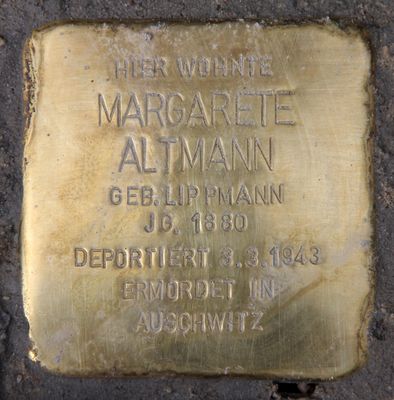 HIER WOHNTE
MARGARETE
ALTMANN
GEB. LIPPMANN
JG. 1880
DEPORTIERT 3.3.1943
ERMORDET IN
AUSCHWITZ